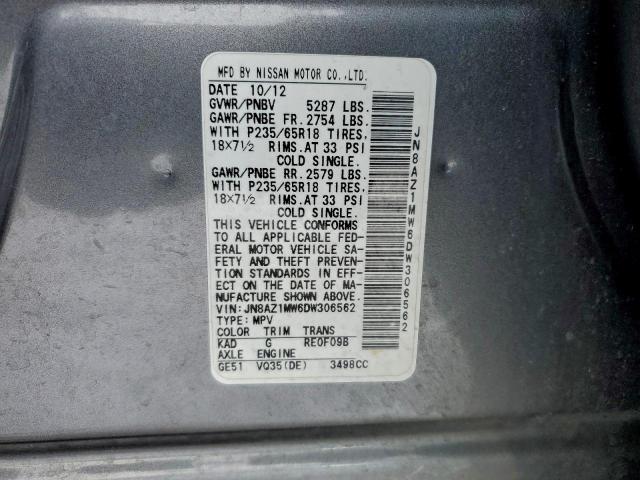 MFD BY NISSAN MOTOR CO.,LTD.
DATE 10/12
GVWR/PNBV 5287 LBS.
GAWR/PNBE FR. 2754 LBS.
WITH P235/65R18 TIRES,
18×7½ RIMS.AT 33 PSI
COLD SINGLE.
GAWR/PNBE RR. 2579 LBS.
WITH P235/65R18 TIRES,
18×7½ RIMS.AT 33 PSI
COLD SINGLE.
THIS VEHICLE CONFORMS
TO ALL APPLICABLE FED-
ERAL MOTOR VEHICLE SA-
FETY AND THEFT PREVEN-
TION STANDARDS IN EFF-
ECT ON THE DATE OF MA-
NUFACTURE SHOWN ABOVE.
VIN: JN8AZ1MW6DW306562
TYPE: MPV
COLOR TRIM TRANS
KAD G RE0F09B
AXLE ENGINE
GE51 VQ35(DE) 3498CC
JN8AZ1MW6DW306562